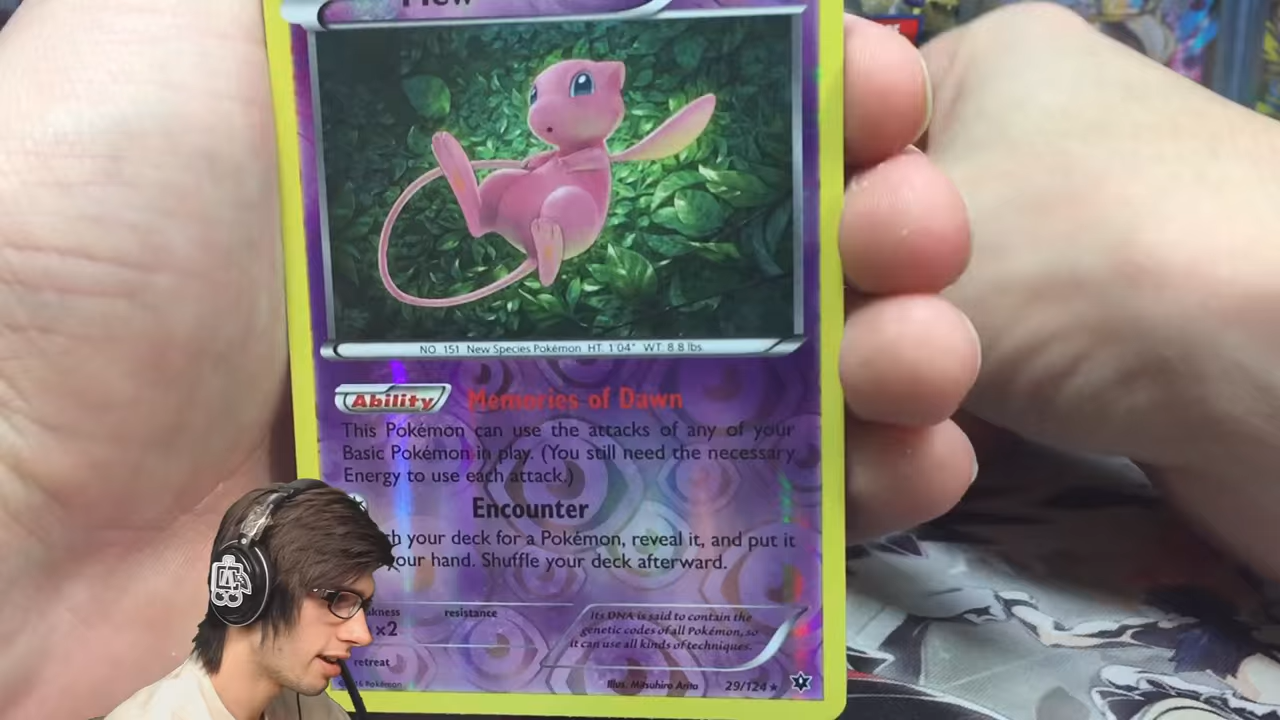 Mew
NO. 151 New Species Pokémon HT: 1'04" WT: 8.8 lbs.
Ability Memories of Dawn
This Pokémon can use the attacks of any of your
Basic Pokémon in play. (You still need the necessary
Energy to use each attack.)
Encounter
your deck for a Pokémon, reveal it, and put it
your hand. Shuffle your deck afterward.
resistance
x2
Its DNA is said to contain the
genetic codes of all Pokémon, so
it can use all kinds of techniques.
retreat
Pokémon
Illus. Mitsuhiro Arita
29/124